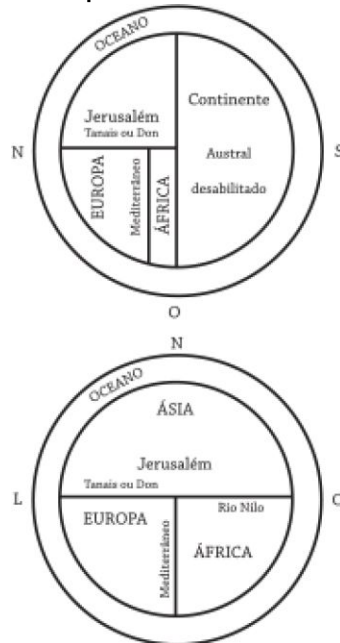 OCEANO
Jerusalém
Continente
Tanais ou Don
N
S
Austral
EUROPA
Mediterrâneo
ÁFRICA
desabilitado
O
N
OCEANO
ÁSIA
Jerusalém
Tanais ou Don
L
O
Rio Nilo
EUROPA
Mediterrâneo
ÁFRICA